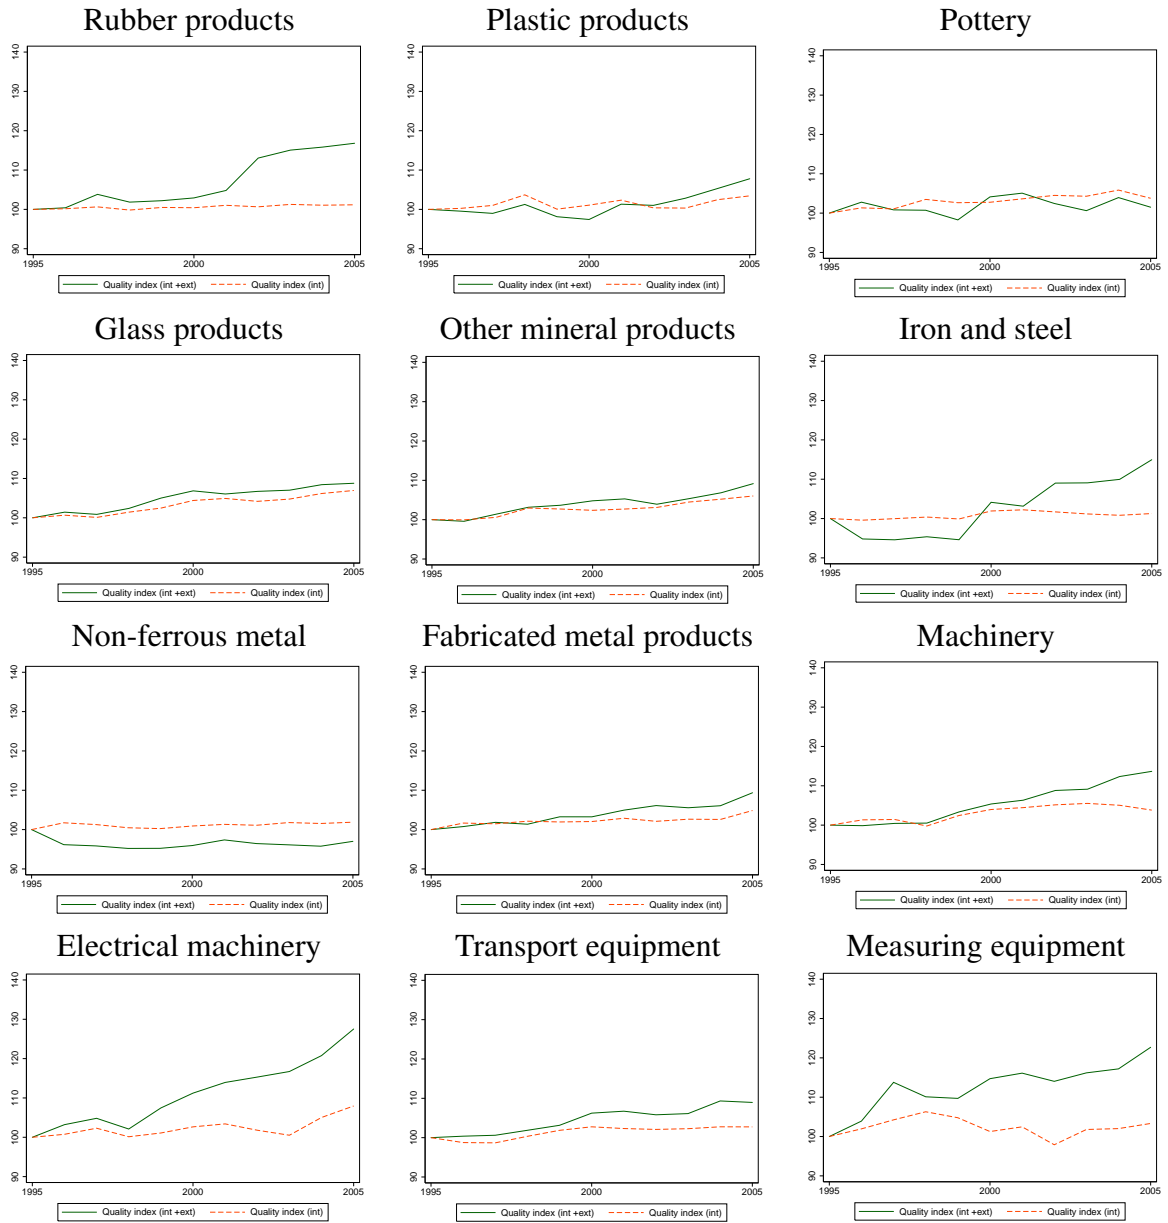 Rubber products
140
130
120
110
100
90
1995 2000 2005
Quality index (int +ext) Quality index (int)
Plastic products
140
130
120
110
100
90
1995 2000 2005
Quality index (int +ext) Quality index (int)
Pottery
140
130
120
110
100
90
1995 2000 2005
Quality index (int +ext) Quality index (int)
Glass products
140
130
120
110
100
90
1995 2000 2005
Quality index (int +ext) Quality index (int)
Other mineral products
140
130
120
110
100
90
1995 2000 2005
Quality index (int +ext) Quality index (int)
Iron and steel
140
130
120
110
100
90
1995 2000 2005
Quality index (int +ext) Quality index (int)
Non-ferrous metal
140
130
120
110
100
90
1995 2000 2005
Quality index (int +ext) Quality index (int)
Fabricated metal products
140
130
120
110
100
90
1995 2000 2005
Quality index (int +ext) Quality index (int)
Machinery
140
130
120
110
100
90
1995 2000 2005
Quality index (int +ext) Quality index (int)
Electrical machinery
140
130
120
110
100
90
1995 2000 2005
Quality index (int +ext) Quality index (int)
Transport equipment
140
130
120
110
100
90
1995 2000 2005
Quality index (int +ext) Quality index (int)
Measuring equipment
140
130
120
110
100
90
1995 2000 2005
Quality index (int +ext) Quality index (int)